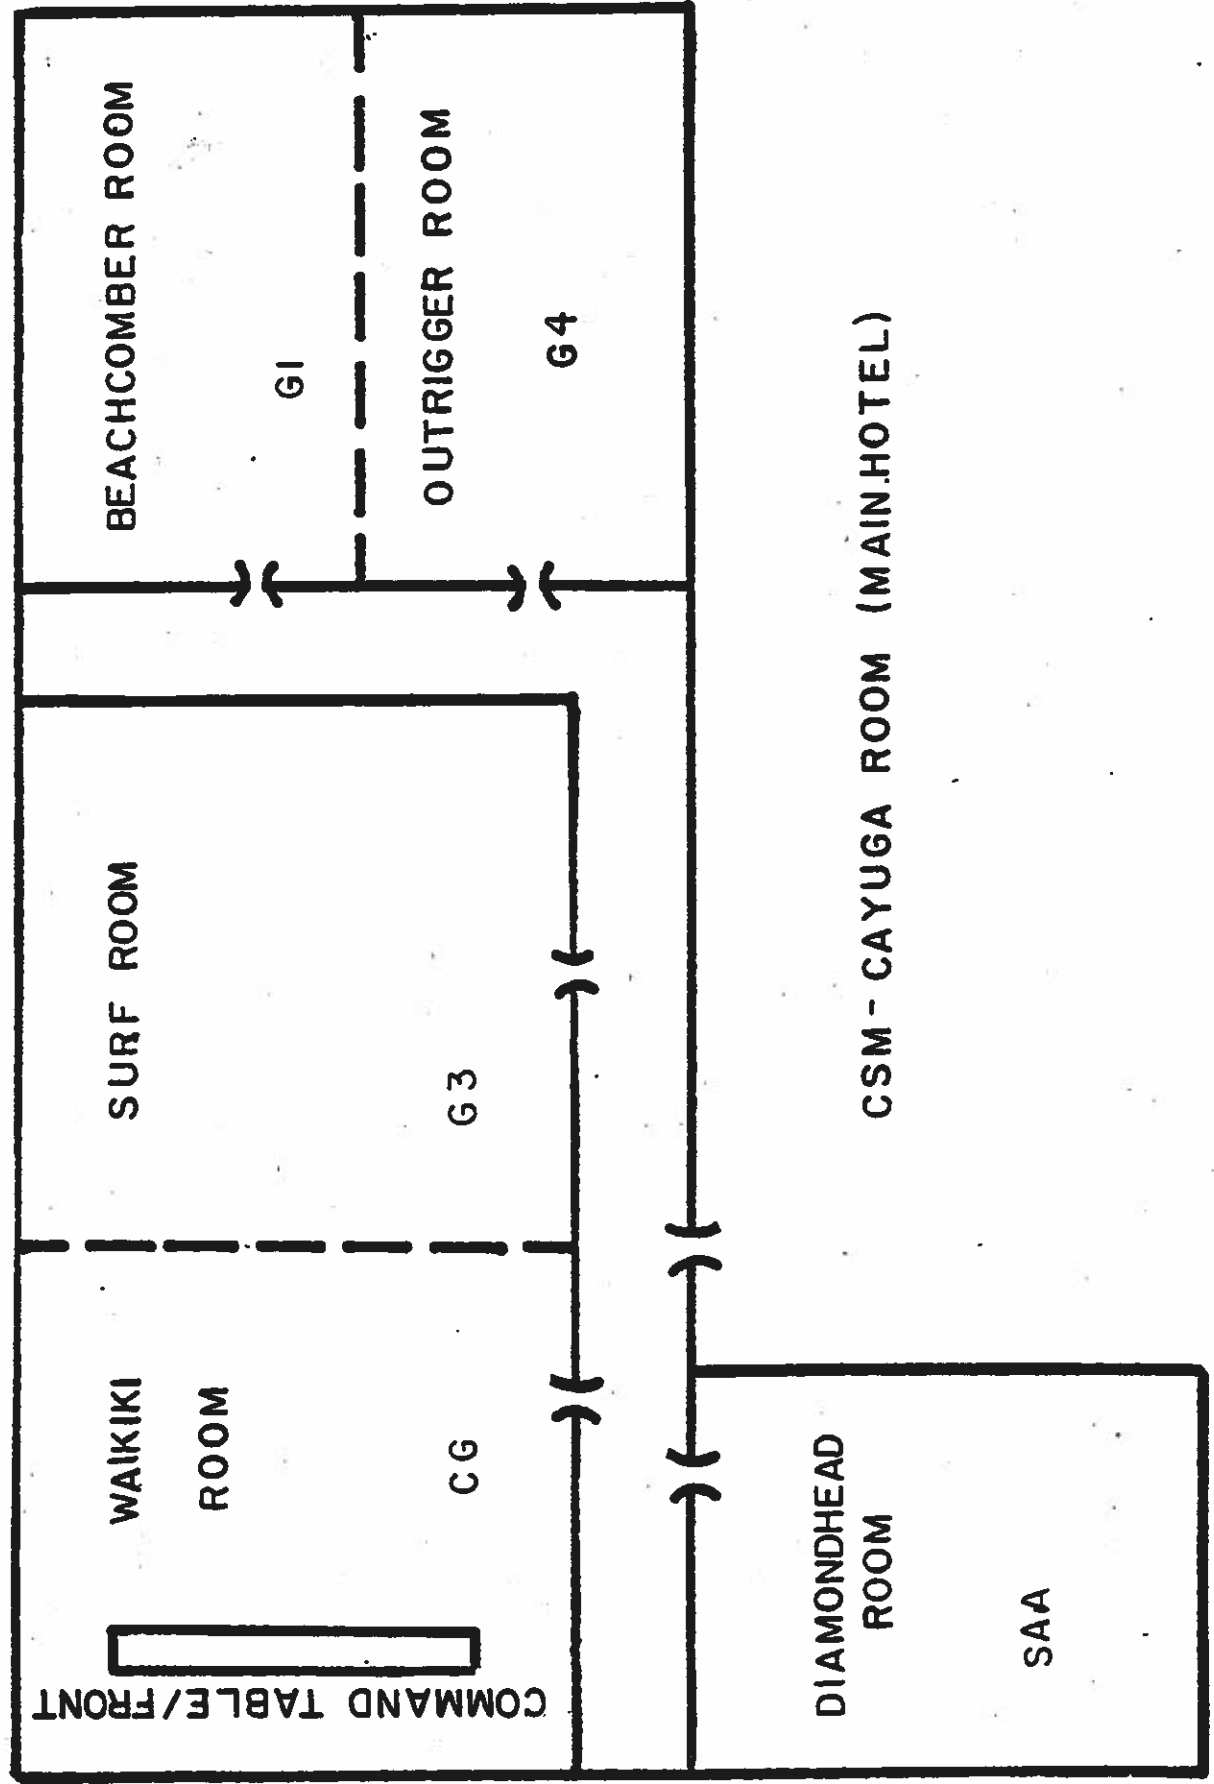 WAIKIKI
ROOM
CG
COMMAND TABLE/FRONT
SURF ROOM
G3
BEACHCOMBER ROOM
G1
OUTRIGGER ROOM
G4
DIAMONDHEAD
ROOM
SAA
CSM-CAYUGA ROOM (MAIN.HOTEL)